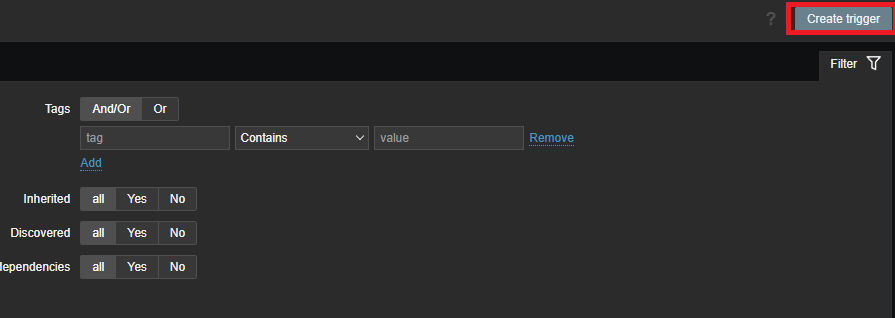 ? Create trigger
Filter
Tags And/Or Or
tag Contains value Remove
Add
Inherited all Yes No
Discovered all Yes No
dependencies all Yes No